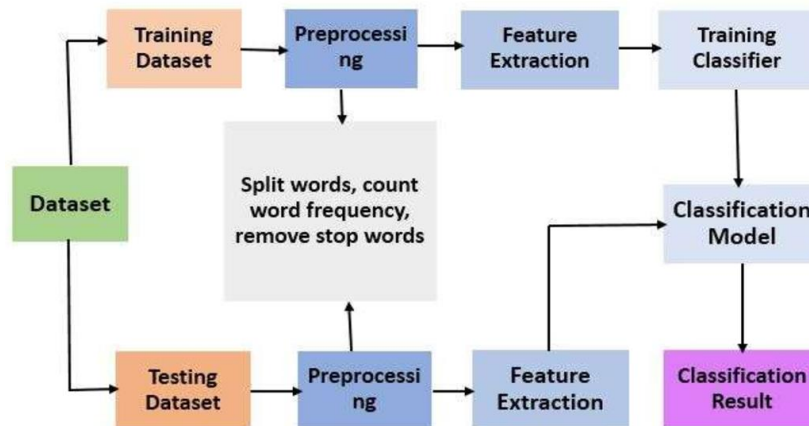 Training
Dataset
Preprocessi
ng
Feature
Extraction
Training
Classifier
Dataset
Split words, count
word frequency,
remove stop words
Classification
Model
Testing
Dataset
Preprocessi
ng
Feature
Extraction
Classification
Result